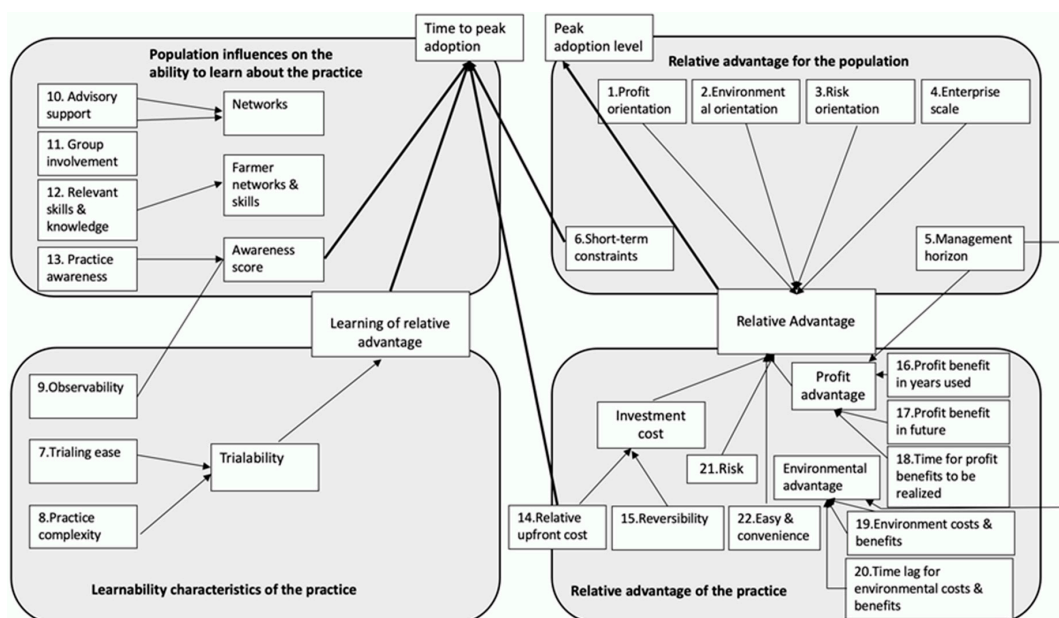 Time to peak
adoption
Peak
adoption level
Population influences on the
ability to learn about the practice
10. Advisory
support
Networks
11. Group
involvement
12. Relevant
skills &
knowledge
Farmer
networks &
skills
13. Practice
awareness
Awareness
score
Relative advantage for the population
1.Profit
orientation
2.Environment
al orientation
3.Risk
orientation
4.Enterprise
scale
6.Short-term
constraints
5.Management
horizon
Learning of relative
advantage
Relative Advantage
9.Observability
7.Trialing ease
Trialability
8.Practice
complexity
Learnability characteristics of the practice
Investment
cost
Profit
advantage
16.Profit benefit
in years used
17.Profit benefit
in future
18.Time for profit
benefits to be
realized
21.Risk
Environmental
advantage
14.Relative
upfront cost
15.Reversibility
22.Easy &
convenience
19.Environment costs &
benefits
20.Time lag for
environmental costs &
benefits
Relative advantage of the practice